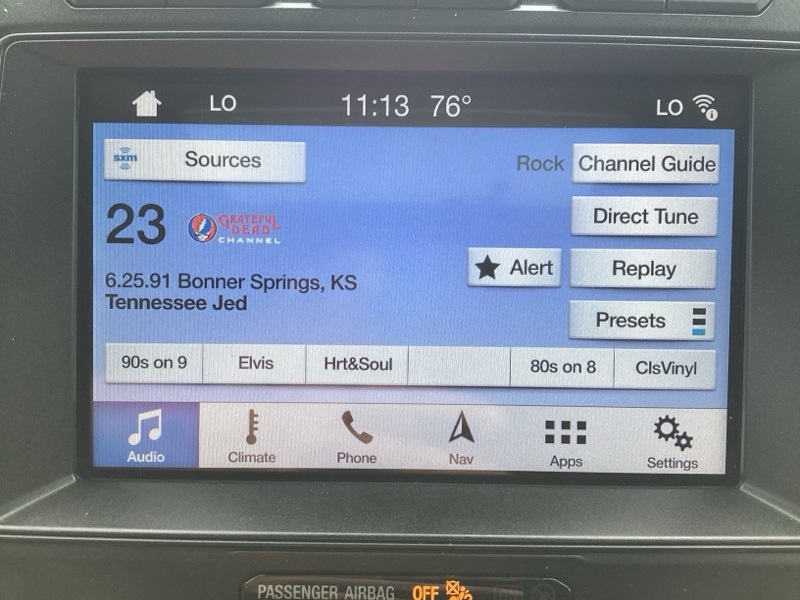 LO 11:13 76° LO
sxm Sources
Rock Channel Guide
23 GRATEFUL DEAD CHANNEL
Direct Tune
Alert Replay
6.25.91 Bonner Springs, KS
Tennessee Jed
Presets
90s on 9 Elvis Hrt&Soul 80s on 8 ClsVinyl
Audio Climate Phone Nav Apps Settings
PASSENGER AIRBAG OFF